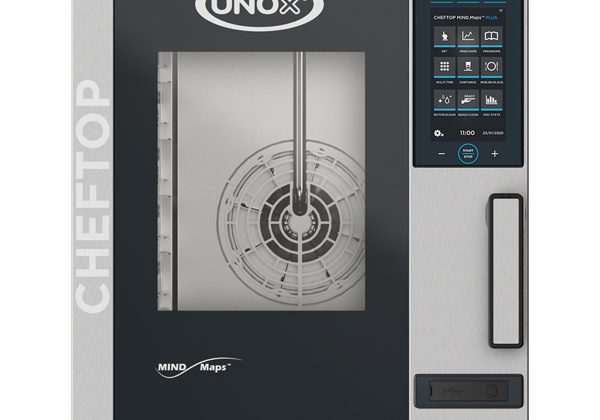 UNOX
CHEFTOP MIND.Maps™ PLUS
SET
MIND.MAPS
PROGRAMS
MULTI.TIME
CHEFUNOX
MISE.EN.PLACE
ROTOR.KLEAN
READY.COOK
DDC STATS
11:00
23/01/2020
START
STOP
CHEFTOP
MIND Maps™